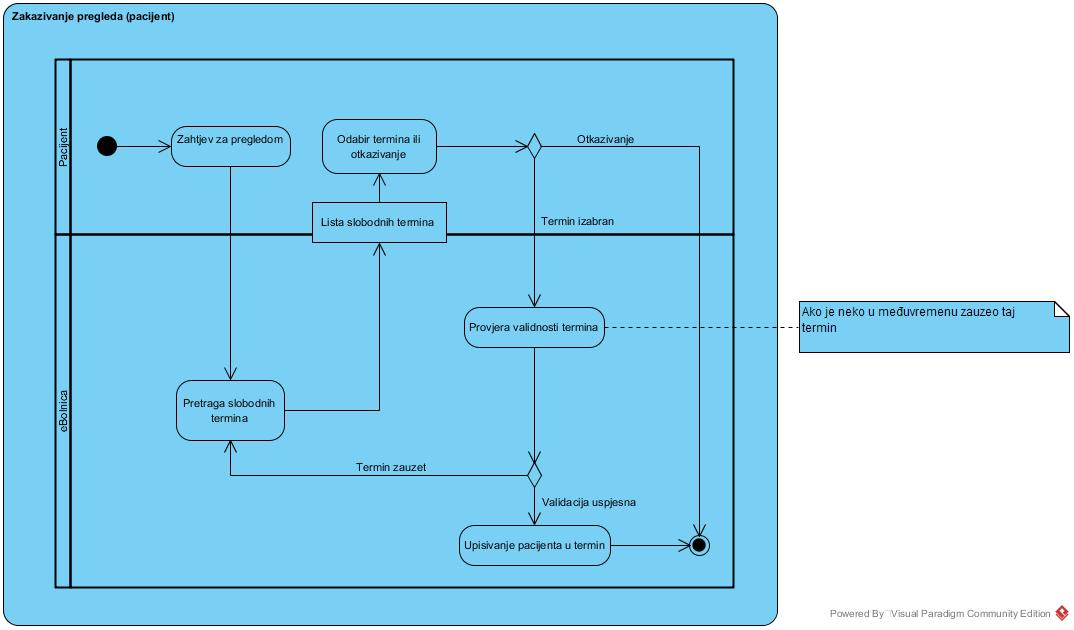 Zakazivanje pregleda (pacijent)
Pacijent
Zahtjev za pregledom
Odabir termina ili
otkazivanje
Otkazivanje
Lista slobodnih termina
Termin izabran
eBolnica
Provjera validnosti termina
Ako je neko u međuvremenu zauzeo taj
termin
Pretraga slobodnih
termina
Termin zauzet
Validacija uspjesna
Upisivanje pacijenta u termin
Powered By Visual Paradigm Community Edition